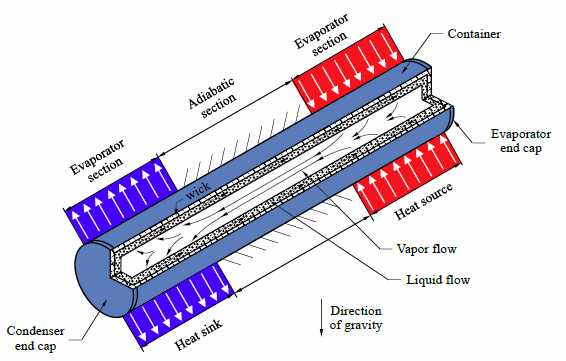 Evaporator
section
Container
Adiabatic
section
Evaporator
section
Evaporator
end cap
wick
Heat source
Vapor flow
Liquid flow
Direction
of gravity
Heat sink
Condenser
end cap